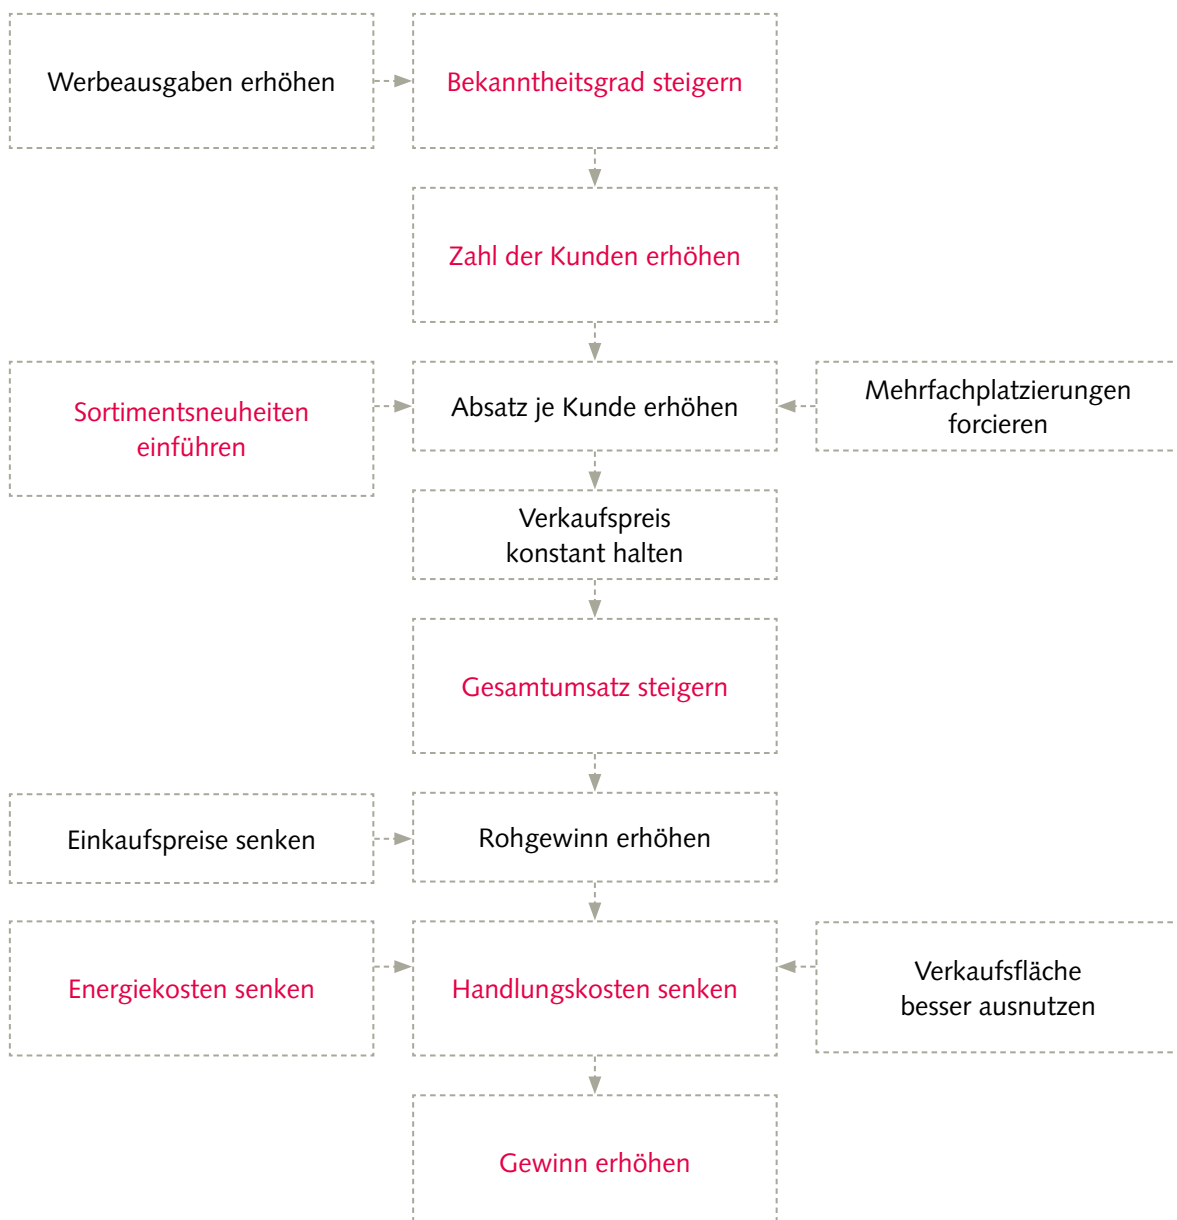 Werbeausgaben erhöhen
Bekanntheitsgrad steigern
Zahl der Kunden erhöhen
Sortimentsneuheiten
einführen
Absatz je Kunde erhöhen
Mehrfachplatzierungen
forcieren
Verkaufspreis
konstant halten
Gesamtumsatz steigern
Einkaufspreise senken
Rohgewinn erhöhen
Energiekosten senken
Handlungskosten senken
Verkaufsfläche
besser ausnutzen
Gewinn erhöhen